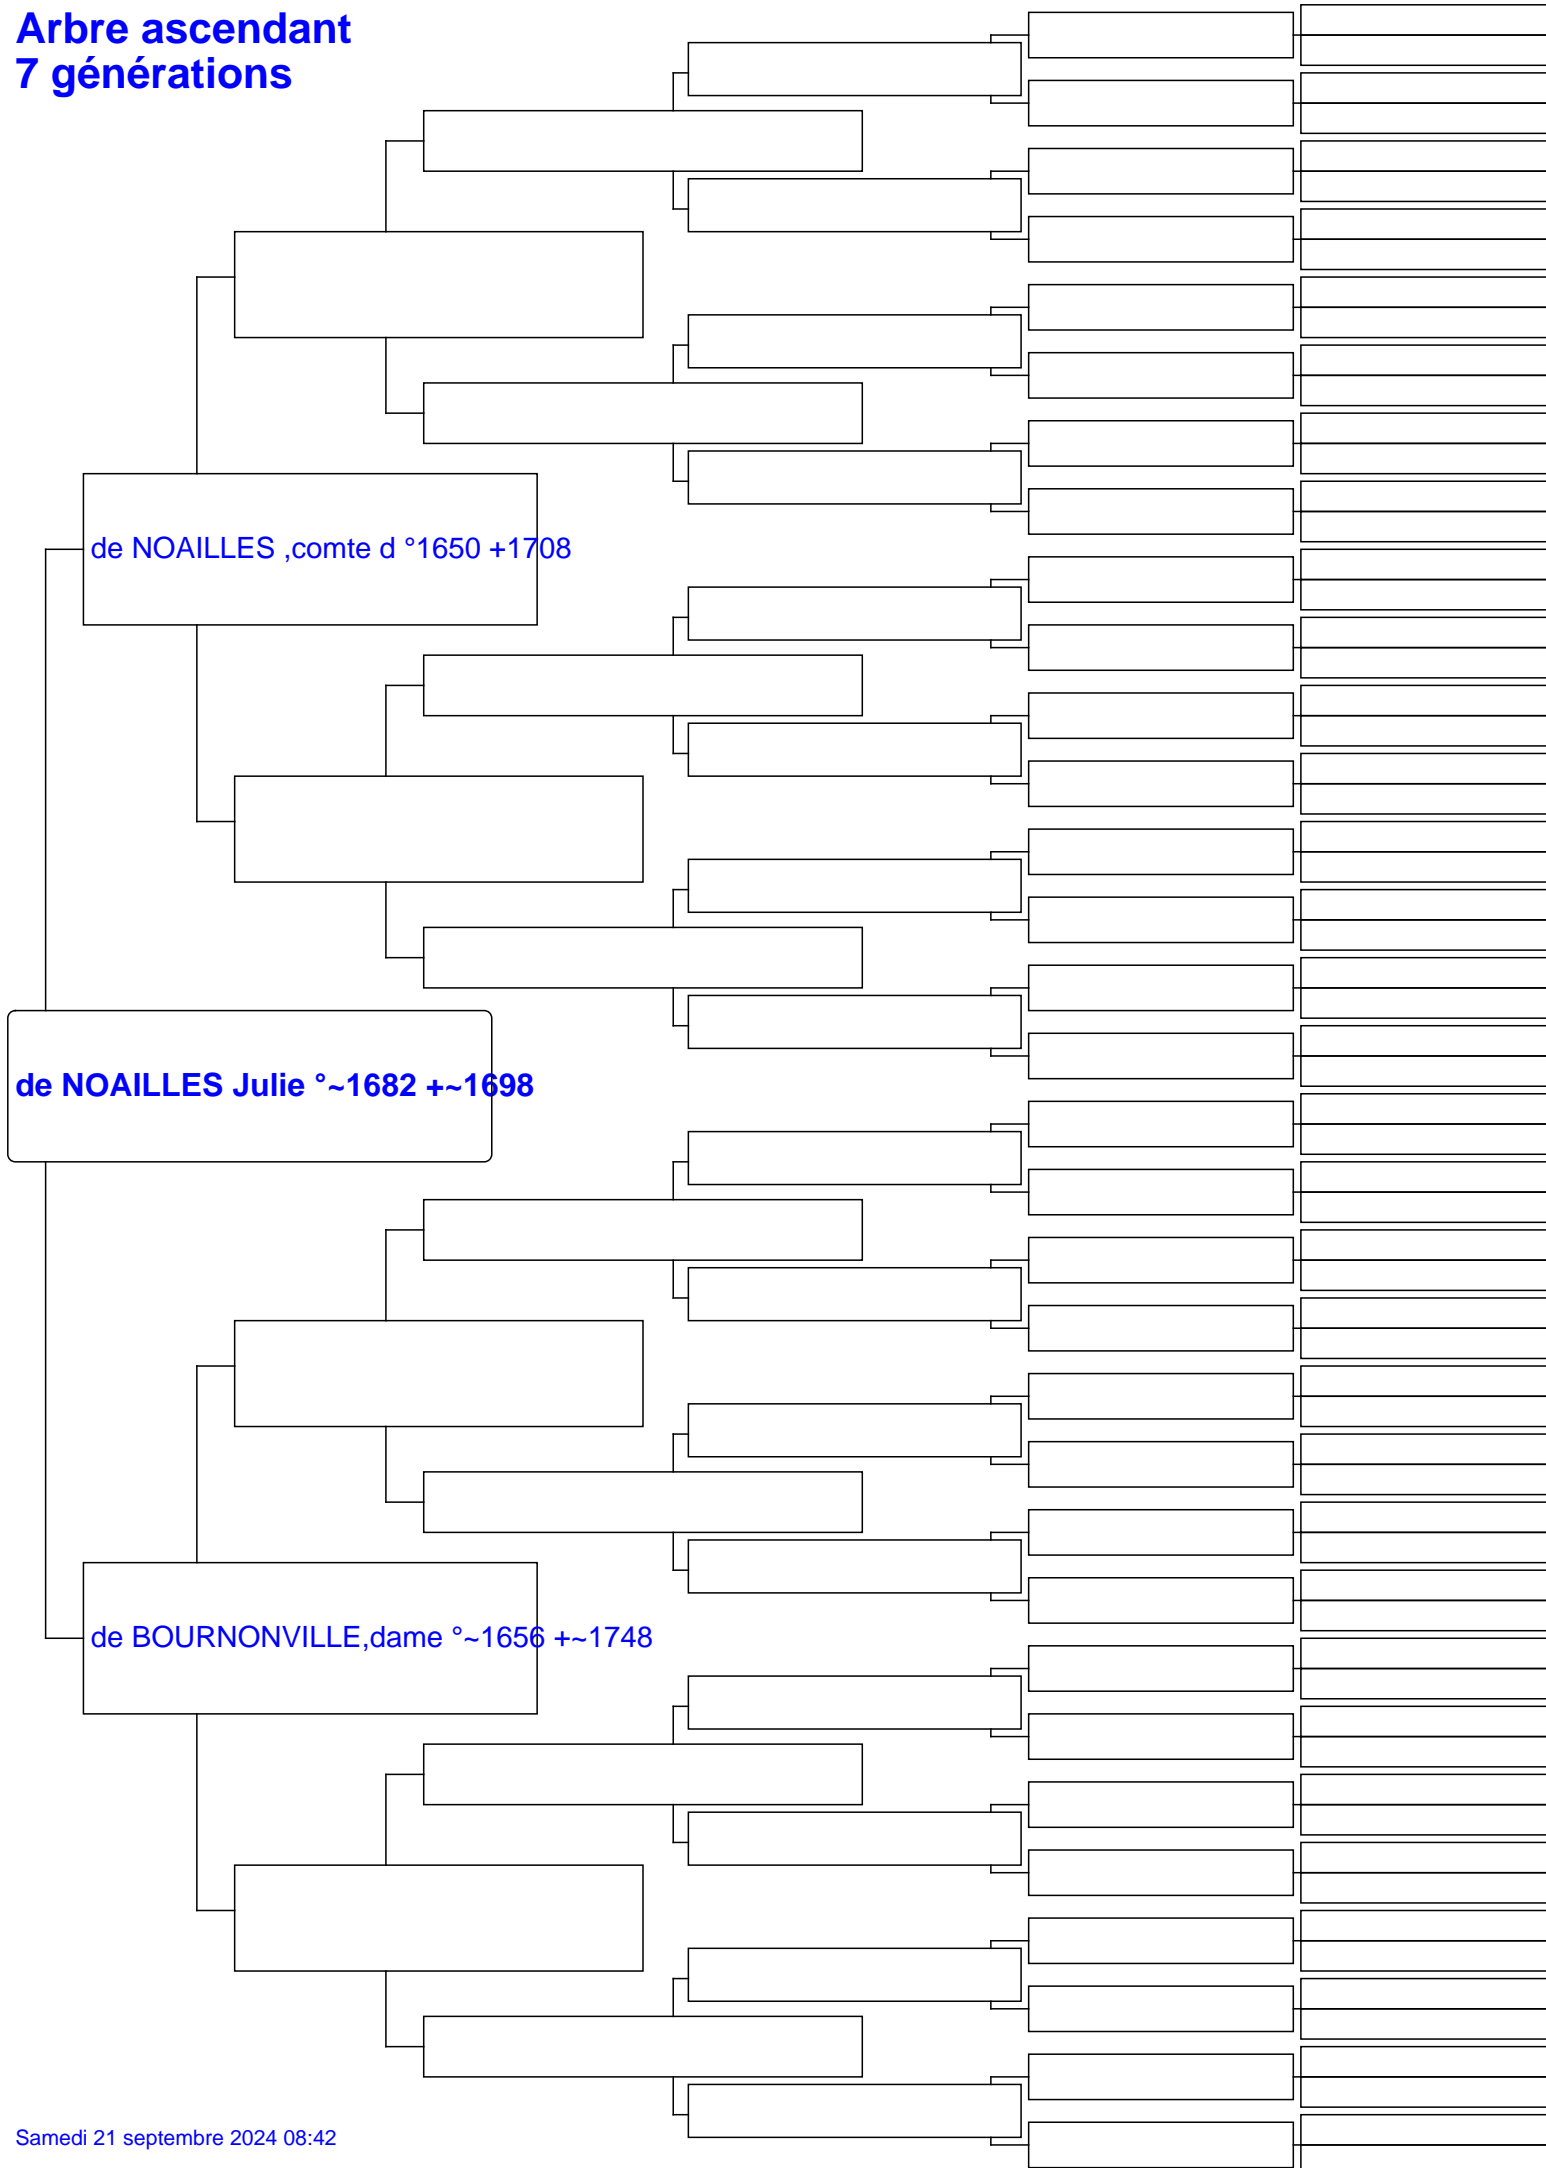 Arbre ascendant
7 générations
de NOAILLES ,comte d °1650 +1708
de NOAILLES Julie °~1682 +~1698
de BOURNONVILLE,dame °~1656 +~1748
Samedi 21 septembre 2024 08:42